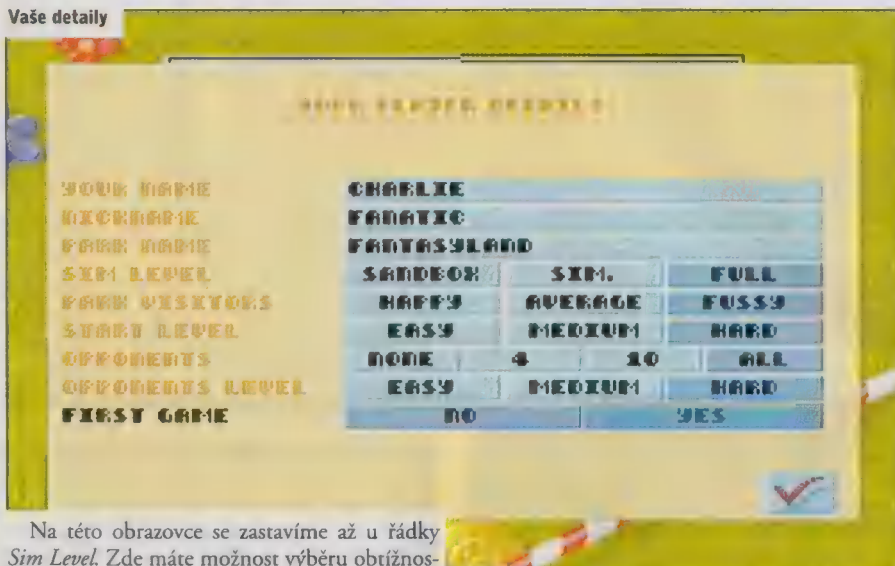 Vaše detaily
YOUR NAME CHARLIE
NICKNAME FANATIC
PARK NAME FANTASYLAND
SIM LEVEL SANDBOX SIM. FULL
PARK VISITORS HAPPY AVERAGE FUSSY
START LEVEL EASY MEDIUM HARD
OPPONENTS NONE 4 10 ALL
OPPONENTS LEVEL EASY MEDIUM HARD
FIRST GAME NO YES
Na této obrazovce se zastavíme až u řádky
Sim Level. Zde máte možnost výběru obtížnos-